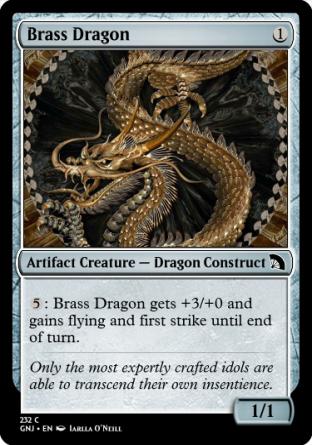 Brass Dragon 1
Artifact Creature — Dragon Construct
5 : Brass Dragon gets +3/+0 and
gains flying and first strike until end
of turn.
Only the most expertly crafted idols are
able to transcend their own insentience.
1/1
232 C
GNJ • EN Iarlla O'Neill